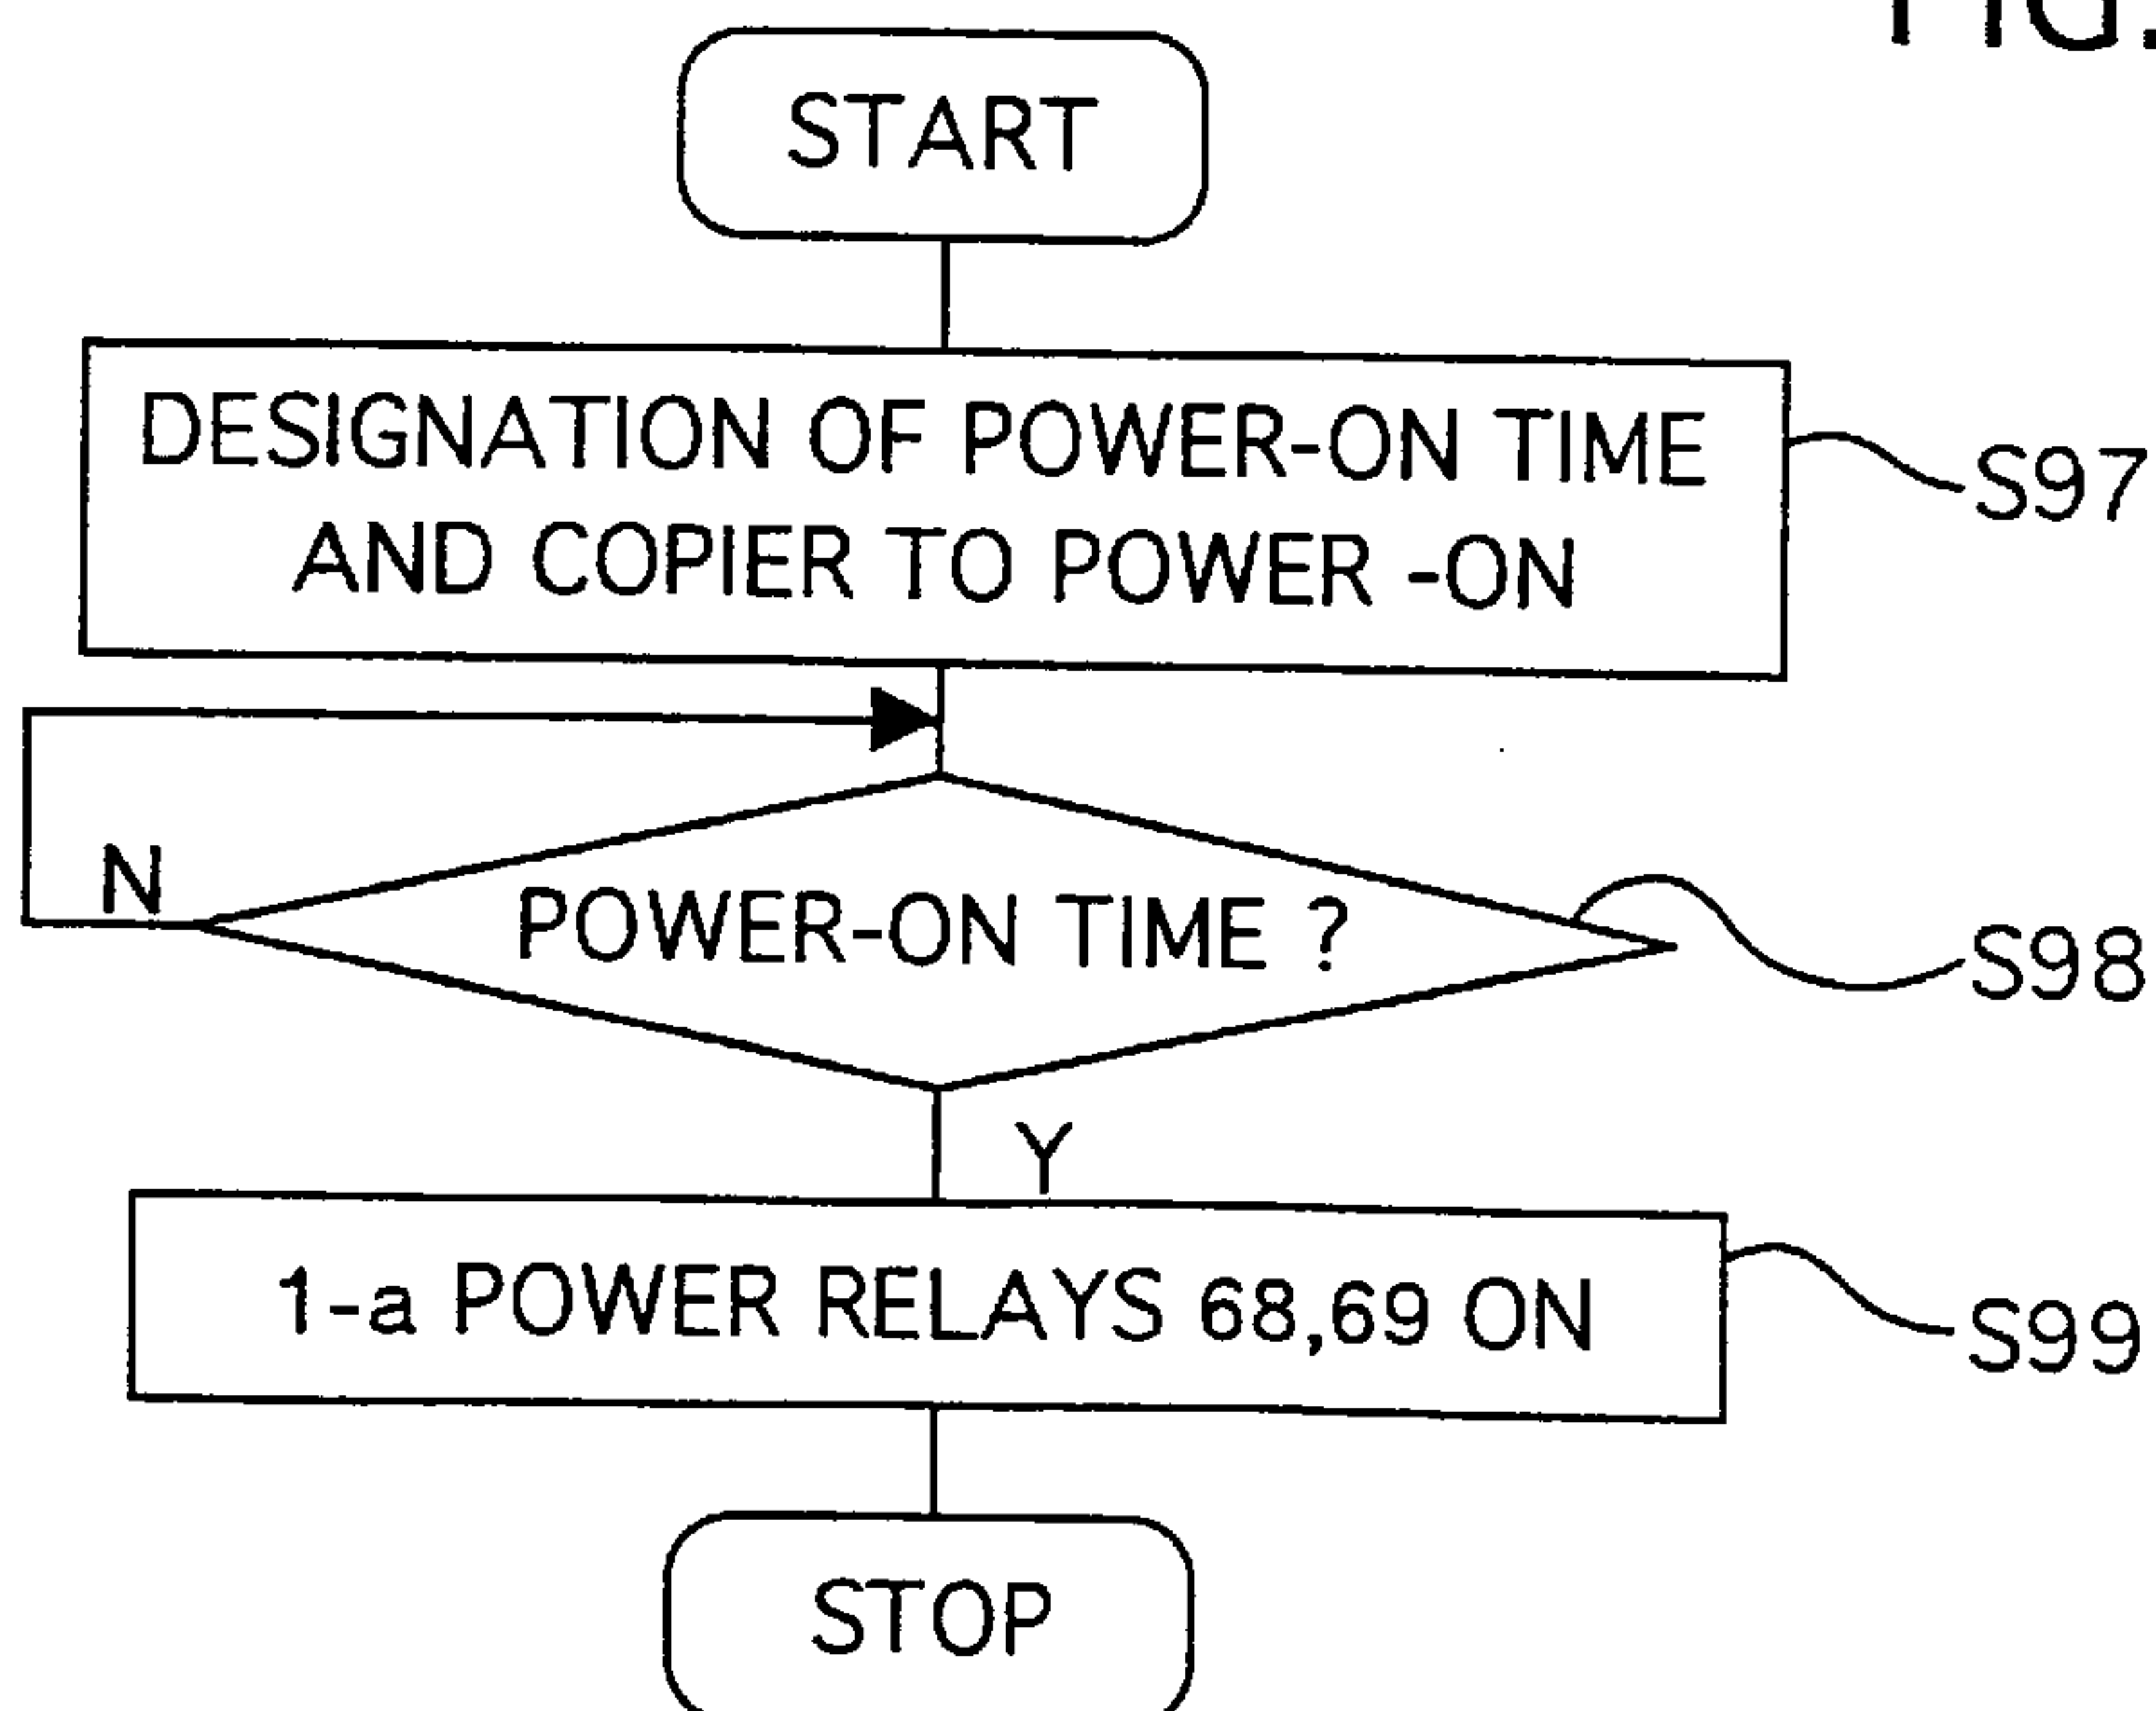 START
DESIGNATION OF POWER-ON TIME
AND COPIER TO POWER -ON
S97
N
POWER-ON TIME ?
S98
Y
1-a POWER RELAYS 68,69 ON
S99
STOP